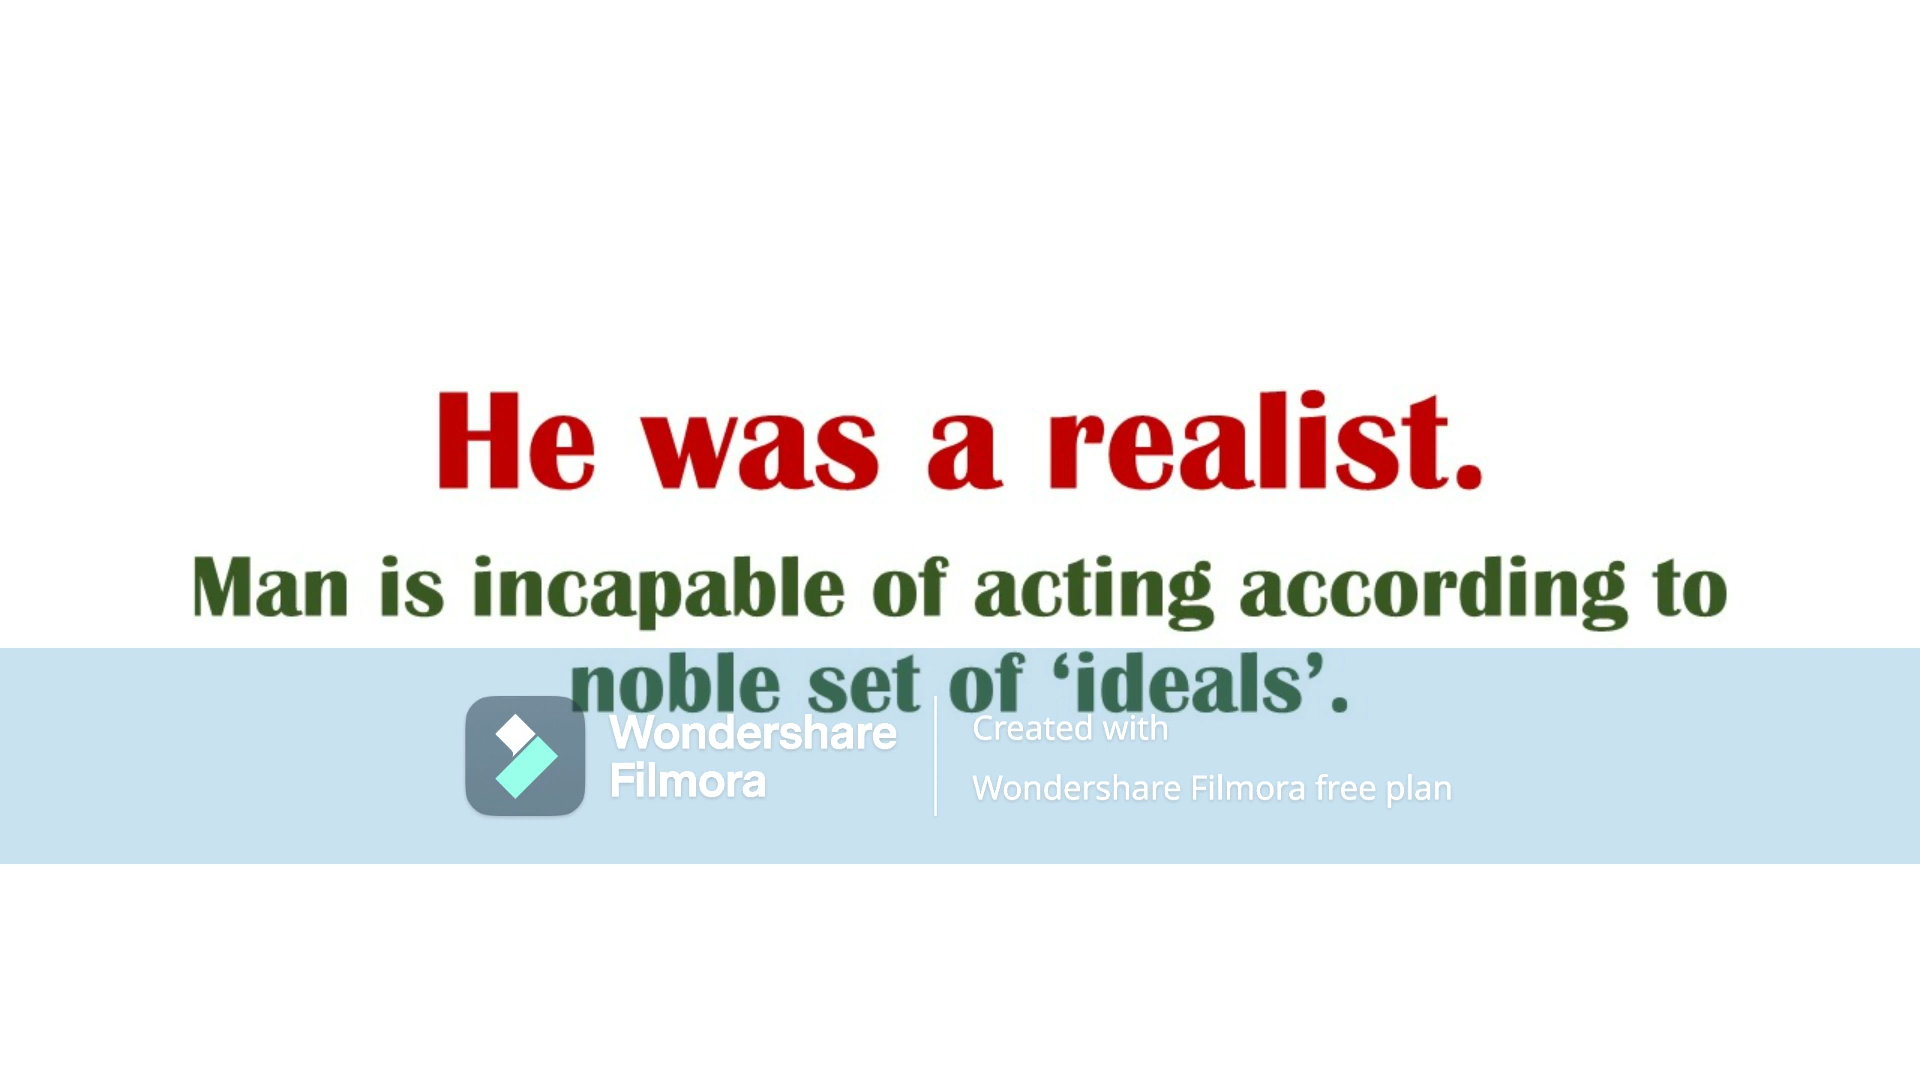 He was a realist.
Man is incapable of acting according to
noble set of ‘ideals’.
Wondershare
Filmora
Created with
Wondershare Filmora free plan